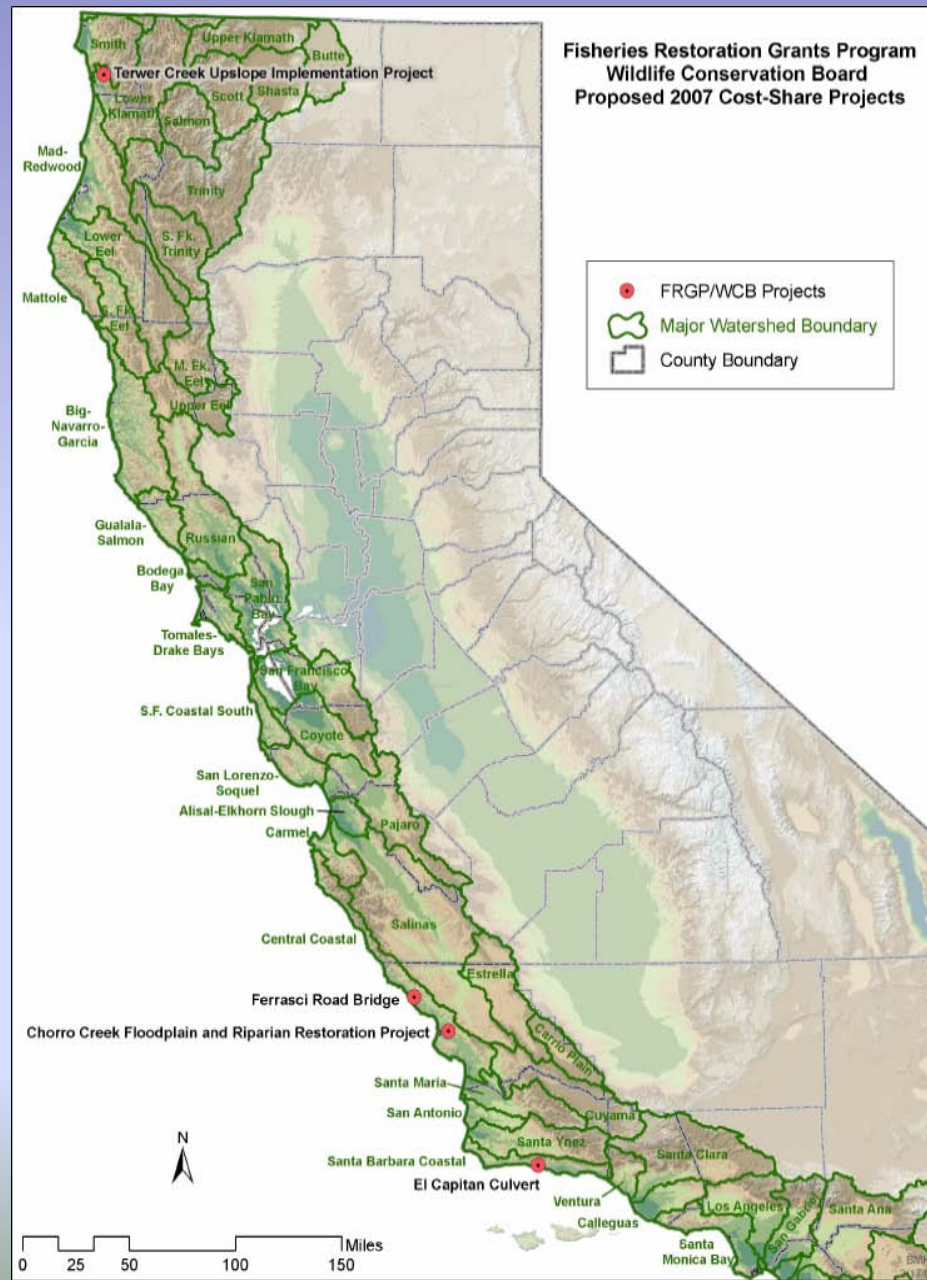 Fisheries Restoration Grants Program
Wildlife Conservation Board
Proposed 2007 Cost-Share Projects
Smith
Upper Klamath
Butte
Terwer Creek Upslope Implementation Project
Lower
Klamath
Scott
Shasta
Salmon
Mad-
Redwood
Trinity
Lower
Eel
S. Fk.
Trinity
Mattole
S. Fk.
Eel
M. Fk.
Eel
Upper Eel
FRGP/WCB Projects
Major Watershed Boundary
County Boundary
Big-
Navarro-
Garcia
Gualala-
Salmon
Russian
Bodega
Bay
San
Pablo
Bay
Tomales-
Drake Bays
San Francisco
Bay
S.F. Coastal South
Coyote
San Lorenzo-
Soquel
Alisal-Elkhorn Slough
Pajaro
Carmel
Salinas
Central Coastal
Estrella
Ferrasci Road Bridge
Chorro Creek Floodplain and Riparian Restoration Project
Carrio Plain
Santa Maria
San Antonio
Cuyama
Santa Ynez
Santa Clara
Santa Barbara Coastal
El Capitan Culvert
Ventura
Calleguas
Los Angeles
San Gabriel
Santa Ana
Santa
Monica Bay
N
Miles
0 25 50 100 150